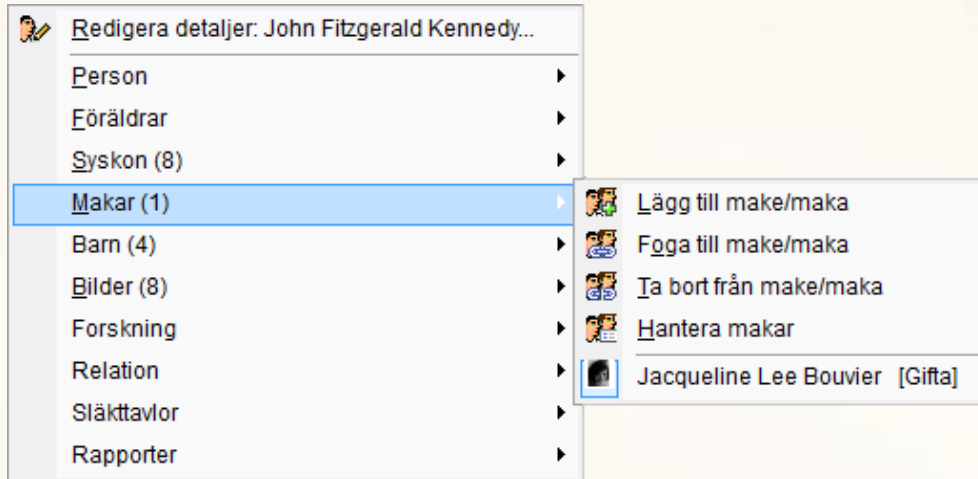 Redigera detaljer: John Fitzgerald Kennedy...
Person
Föräldrar
Syskon (8)
Makar (1)
Barn (4)
Bilder (8)
Forskning
Relation
Släkttavlor
Rapporter
Lägg till make/maka
Foga till make/maka
Ta bort från make/maka
Hantera makar
Jacqueline Lee Bouvier [Gifta]